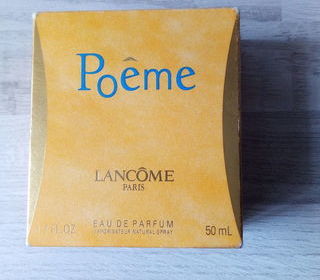 Poême
LANCÔME
PARIS
EAU DE PARFUM
VAPORISATEUR NATURAL SPRAY
FL.OZ 50 mL